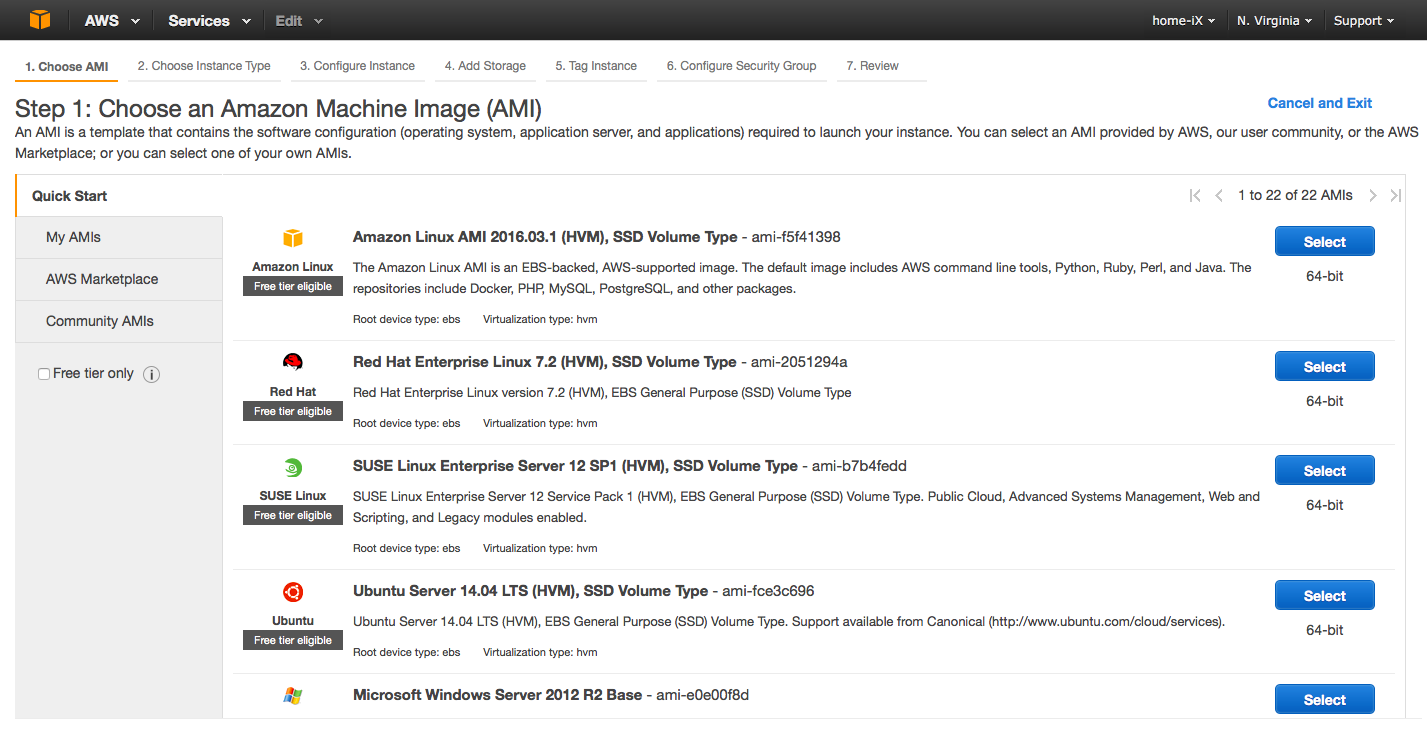 AWS Services Edit home-iX N. Virginia Support
1. Choose AMI 2. Choose Instance Type 3. Configure Instance 4. Add Storage 5. Tag Instance 6. Configure Security Group 7. Review
Step 1: Choose an Amazon Machine Image (AMI)
Cancel and Exit
An AMI is a template that contains the software configuration (operating system, application server, and applications) required to launch your instance. You can select an AMI provided by AWS, our user community, or the AWS
Marketplace; or you can select one of your own AMIs.
Quick Start
My AMIs
AWS Marketplace
Community AMIs
Free tier only
1 to 22 of 22 AMIs
Amazon Linux
Free tier eligible
Amazon Linux AMI 2016.03.1 (HVM), SSD Volume Type - ami-f5f41398
The Amazon Linux AMI is an EBS-backed, AWS-supported image. The default image includes AWS command line tools, Python, Ruby, Perl, and Java. The
repositories include Docker, PHP, MySQL, PostgreSQL, and other packages.
Root device type: ebs Virtualization type: hvm
Select
64-bit
Red Hat
Free tier eligible
Red Hat Enterprise Linux 7.2 (HVM), SSD Volume Type - ami-2051294a
Red Hat Enterprise Linux version 7.2 (HVM), EBS General Purpose (SSD) Volume Type
Root device type: ebs Virtualization type: hvm
Select
64-bit
SUSE Linux
Free tier eligible
SUSE Linux Enterprise Server 12 SP1 (HVM), SSD Volume Type - ami-b7b4fedd
SUSE Linux Enterprise Server 12 Service Pack 1 (HVM), EBS General Purpose (SSD) Volume Type. Public Cloud, Advanced Systems Management, Web and
Scripting, and Legacy modules enabled.
Root device type: ebs Virtualization type: hvm
Select
64-bit
Ubuntu
Free tier eligible
Ubuntu Server 14.04 LTS (HVM), SSD Volume Type - ami-fce3c696
Ubuntu Server 14.04 LTS (HVM), EBS General Purpose (SSD) Volume Type. Support available from Canonical (http://www.ubuntu.com/cloud/services).
Root device type: ebs Virtualization type: hvm
Select
64-bit
Microsoft Windows Server 2012 R2 Base - ami-e0e00f8d
Select